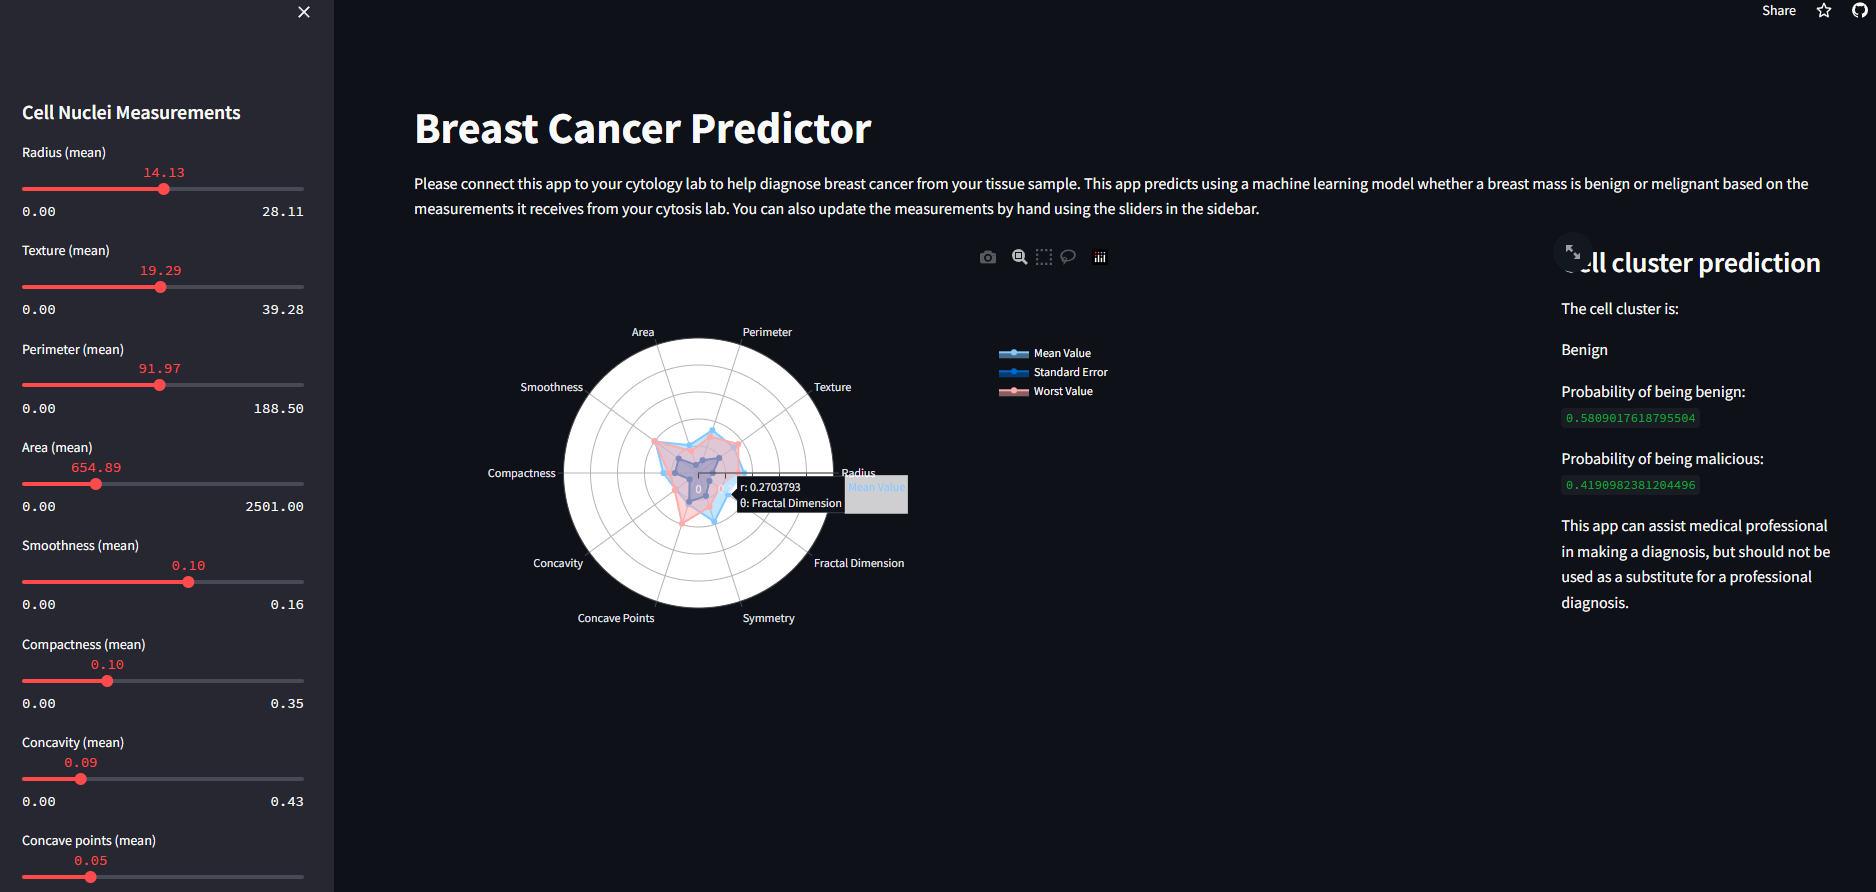 Share
Cell Nuclei Measurements
Radius (mean)
14.13
0.00 28.11
Texture (mean)
19.29
0.00 39.28
Perimeter (mean)
91.97
0.00 188.50
Area (mean)
654.89
0.00 2501.00
Smoothness (mean)
0.10
0.00 0.16
Compactness (mean)
0.10
0.00 0.35
Concavity (mean)
0.09
0.00 0.43
Concave points (mean)
0.05
Breast Cancer Predictor
Please connect this app to your cytology lab to help diagnose breast cancer from your tissue sample. This app predicts using a machine learning model whether a breast mass is benign or melignant based on the
measurements it receives from your cytosis lab. You can also update the measurements by hand using the sliders in the sidebar.
Area Perimeter
Smoothness Texture
Compactness Radius
0
r: 0.2703793
θ: Fractal Dimension
Mean Value
Concavity Fractal Dimension
Concave Points Symmetry
Mean Value
Standard Error
Worst Value
ell cluster prediction
The cell cluster is:
Benign
Probability of being benign:
0.5809017618795504
Probability of being malicious:
0.4190982381204496
This app can assist medical professional
in making a diagnosis, but should not be
used as a substitute for a professional
diagnosis.